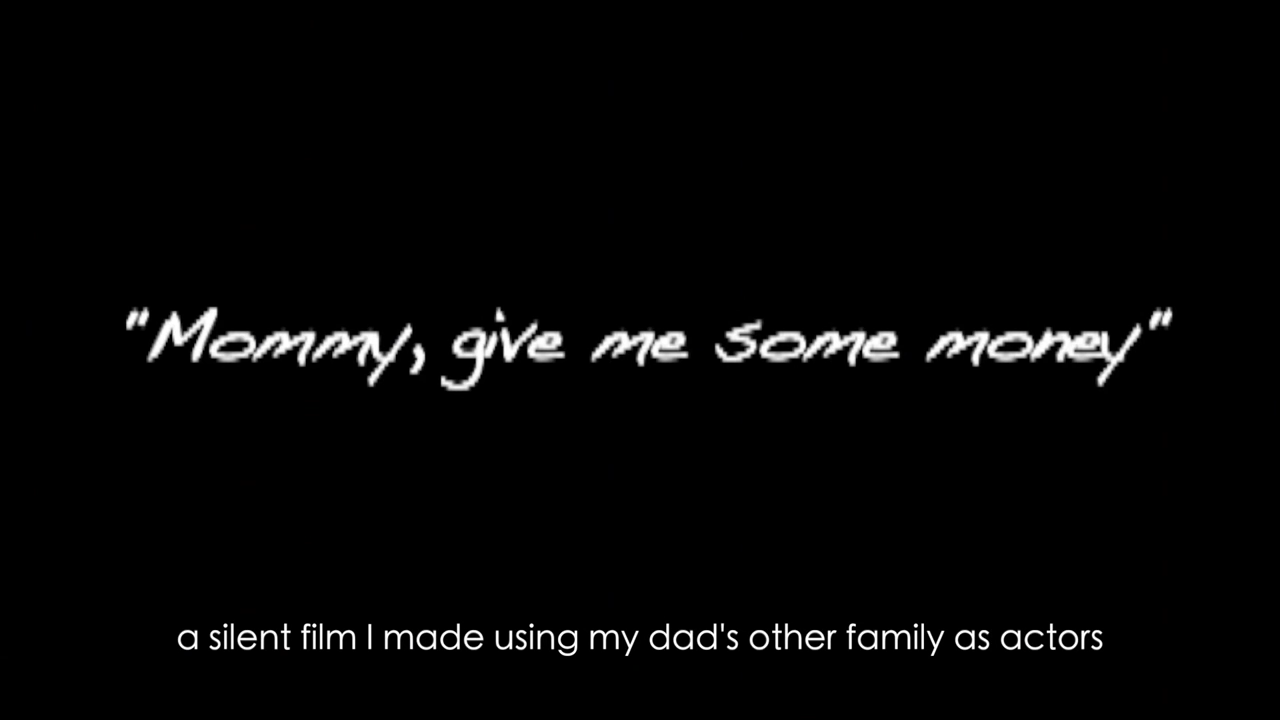 "Mommy, give me some money"
a silent film I made using my dad's other family as actors